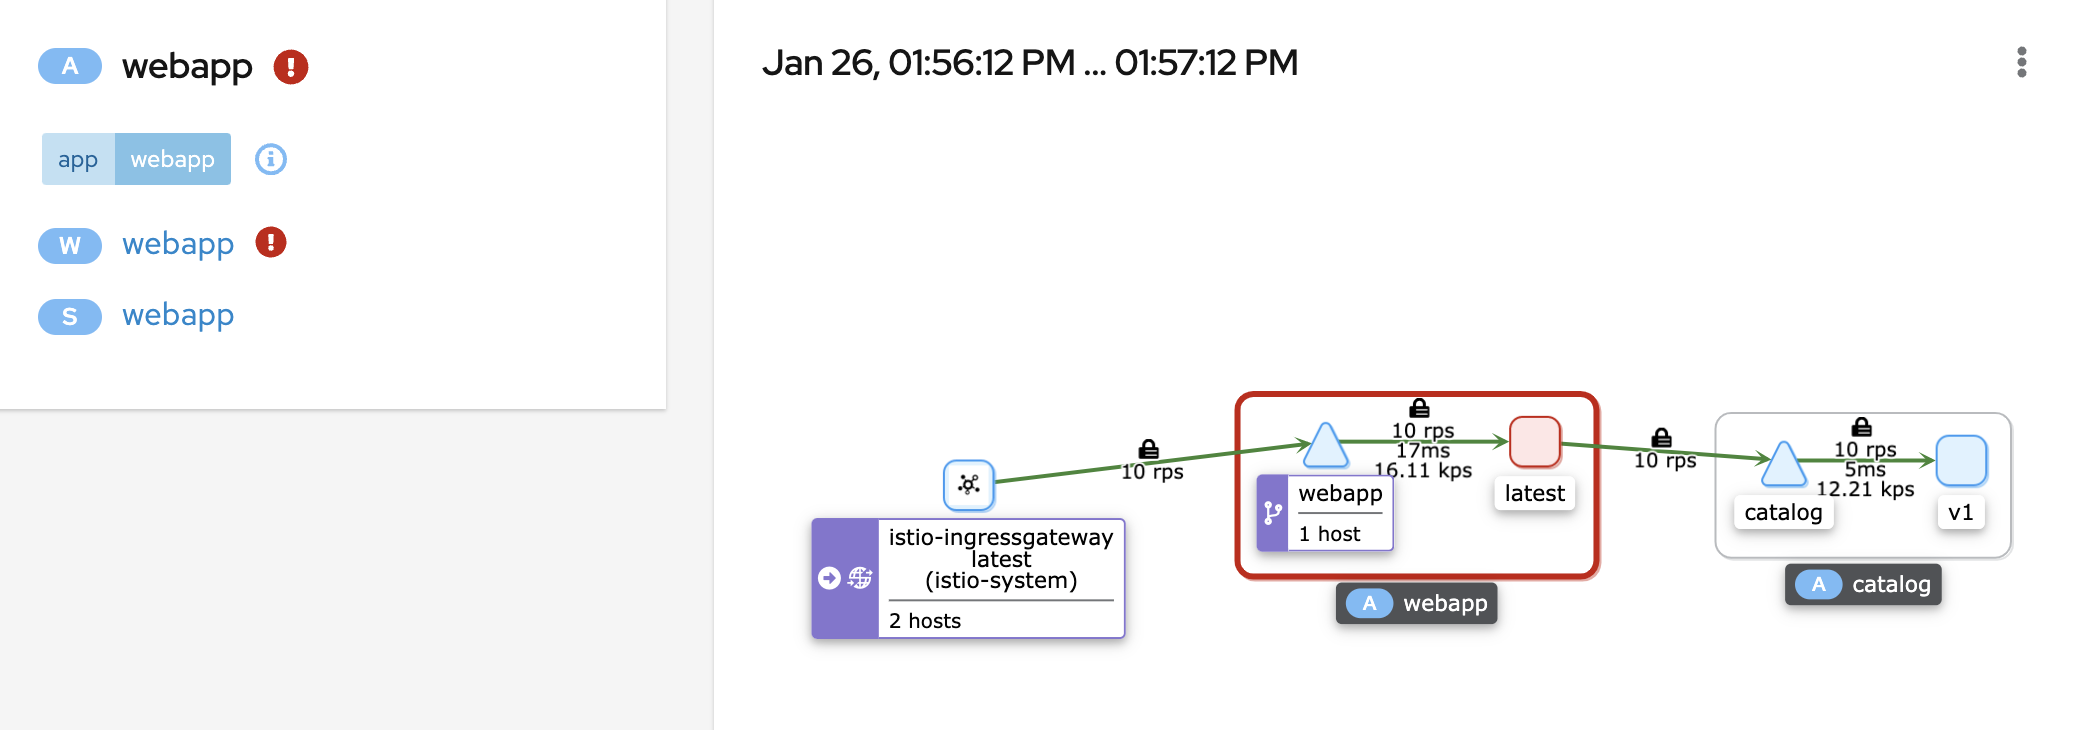 A webapp !
app webapp i
W webapp !
S webapp
Jan 26, 01:56:12 PM ... 01:57:12 PM
istio-ingressgateway
latest
(istio-system)
2 hosts
10 rps
10 rps
17ms
16.11 kps
webapp
1 host
latest
A webapp
10 rps
10 rps
5ms
12.21 kps
catalog
v1
A catalog